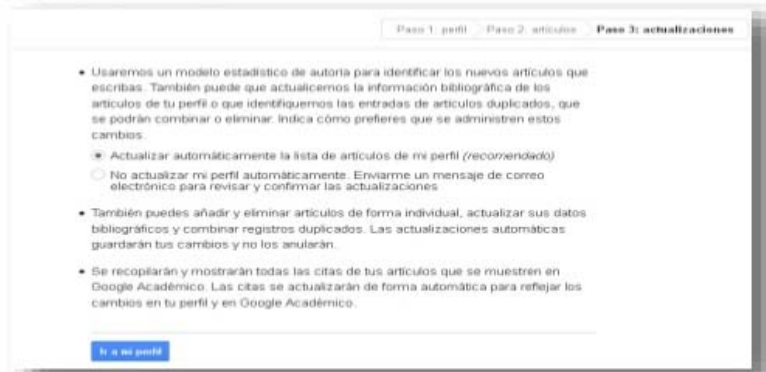 Paso 1: perfil Paso 2: artículos Paso 3: actualizaciones
Usaremos un modelo estadístico de autoría para identificar los nuevos artículos que
escribas. También puede que actualicemos la información bibliográfica de los
artículos de tu perfil o que identifiquemos las entradas de artículos duplicados, que
se podrán combinar o eliminar. Indica cómo prefieres que se administren estos
cambios.
Actualizar automáticamente la lista de artículos de mi perfil (recomendado)
No actualizar mi perfil automáticamente. Enviarme un mensaje de correo
electrónico para revisar y confirmar las actualizaciones
También puedes añadir y eliminar artículos de forma individual, actualizar sus datos
bibliográficos y combinar registros duplicados. Las actualizaciones automáticas
guardarán tus cambios y no los anularán.
Se recopilarán y mostrarán todas las citas de tus artículos que se muestren en
Google Académico. Las citas se actualizarán de forma automática para reflejar los
cambios en tu perfil y en Google Académico.
Ir a mi perfil